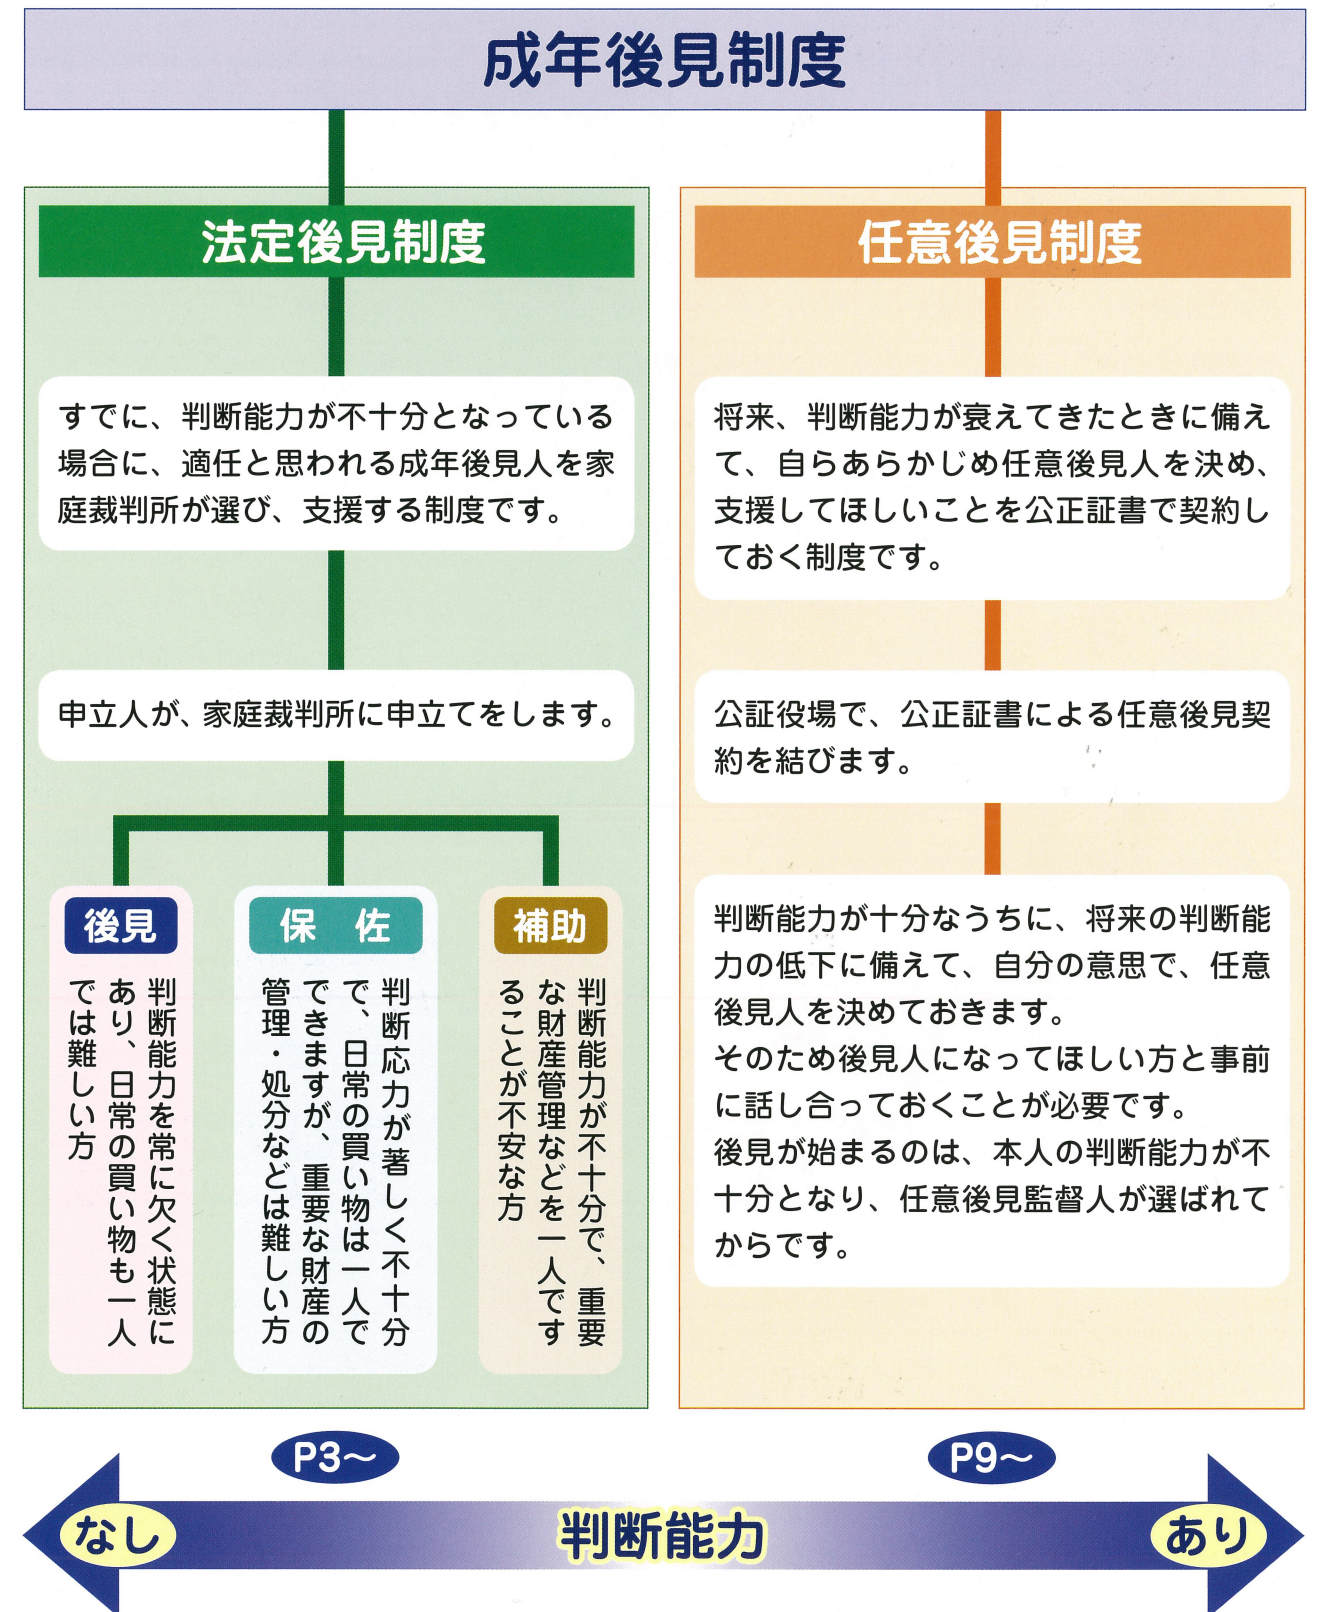 成年後見制度
法定後見制度
すでに、判断能力が不十分となっている
場合に、適任と思われる成年後見人を家
庭裁判所が選び、支援する制度です。
申立人が、家庭裁判所に申立てをします。
後見
判断能力を常に欠く状態に
あり、日常の買い物も一人
では難しい方
保　佐
判断応力が著しく不十分
で、日常の買い物は一人で
できますが、重要な財産の
管理・処分などは難しい方
補助
判断能力が不十分で、重要
な財産管理などを一人です
ることが不安な方
任意後見制度
将来、判断能力が衰えてきたときに備え
て、自らあらかじめ任意後見人を決め、
支援してほしいことを公正証書で契約し
ておく制度です。
公証役場で、公正証書による任意後見契
約を結びます。
判断能力が十分なうちに、将来の判断能
力の低下に備えて、自分の意思で、任意
後見人を決めておきます。
そのため後見人になってほしい方と事前
に話し合っておくことが必要です。
後見が始まるのは、本人の判断能力が不
十分となり、任意後見監督人が選ばれて
からです。
P3～
P9～
なし
判断能力
あり